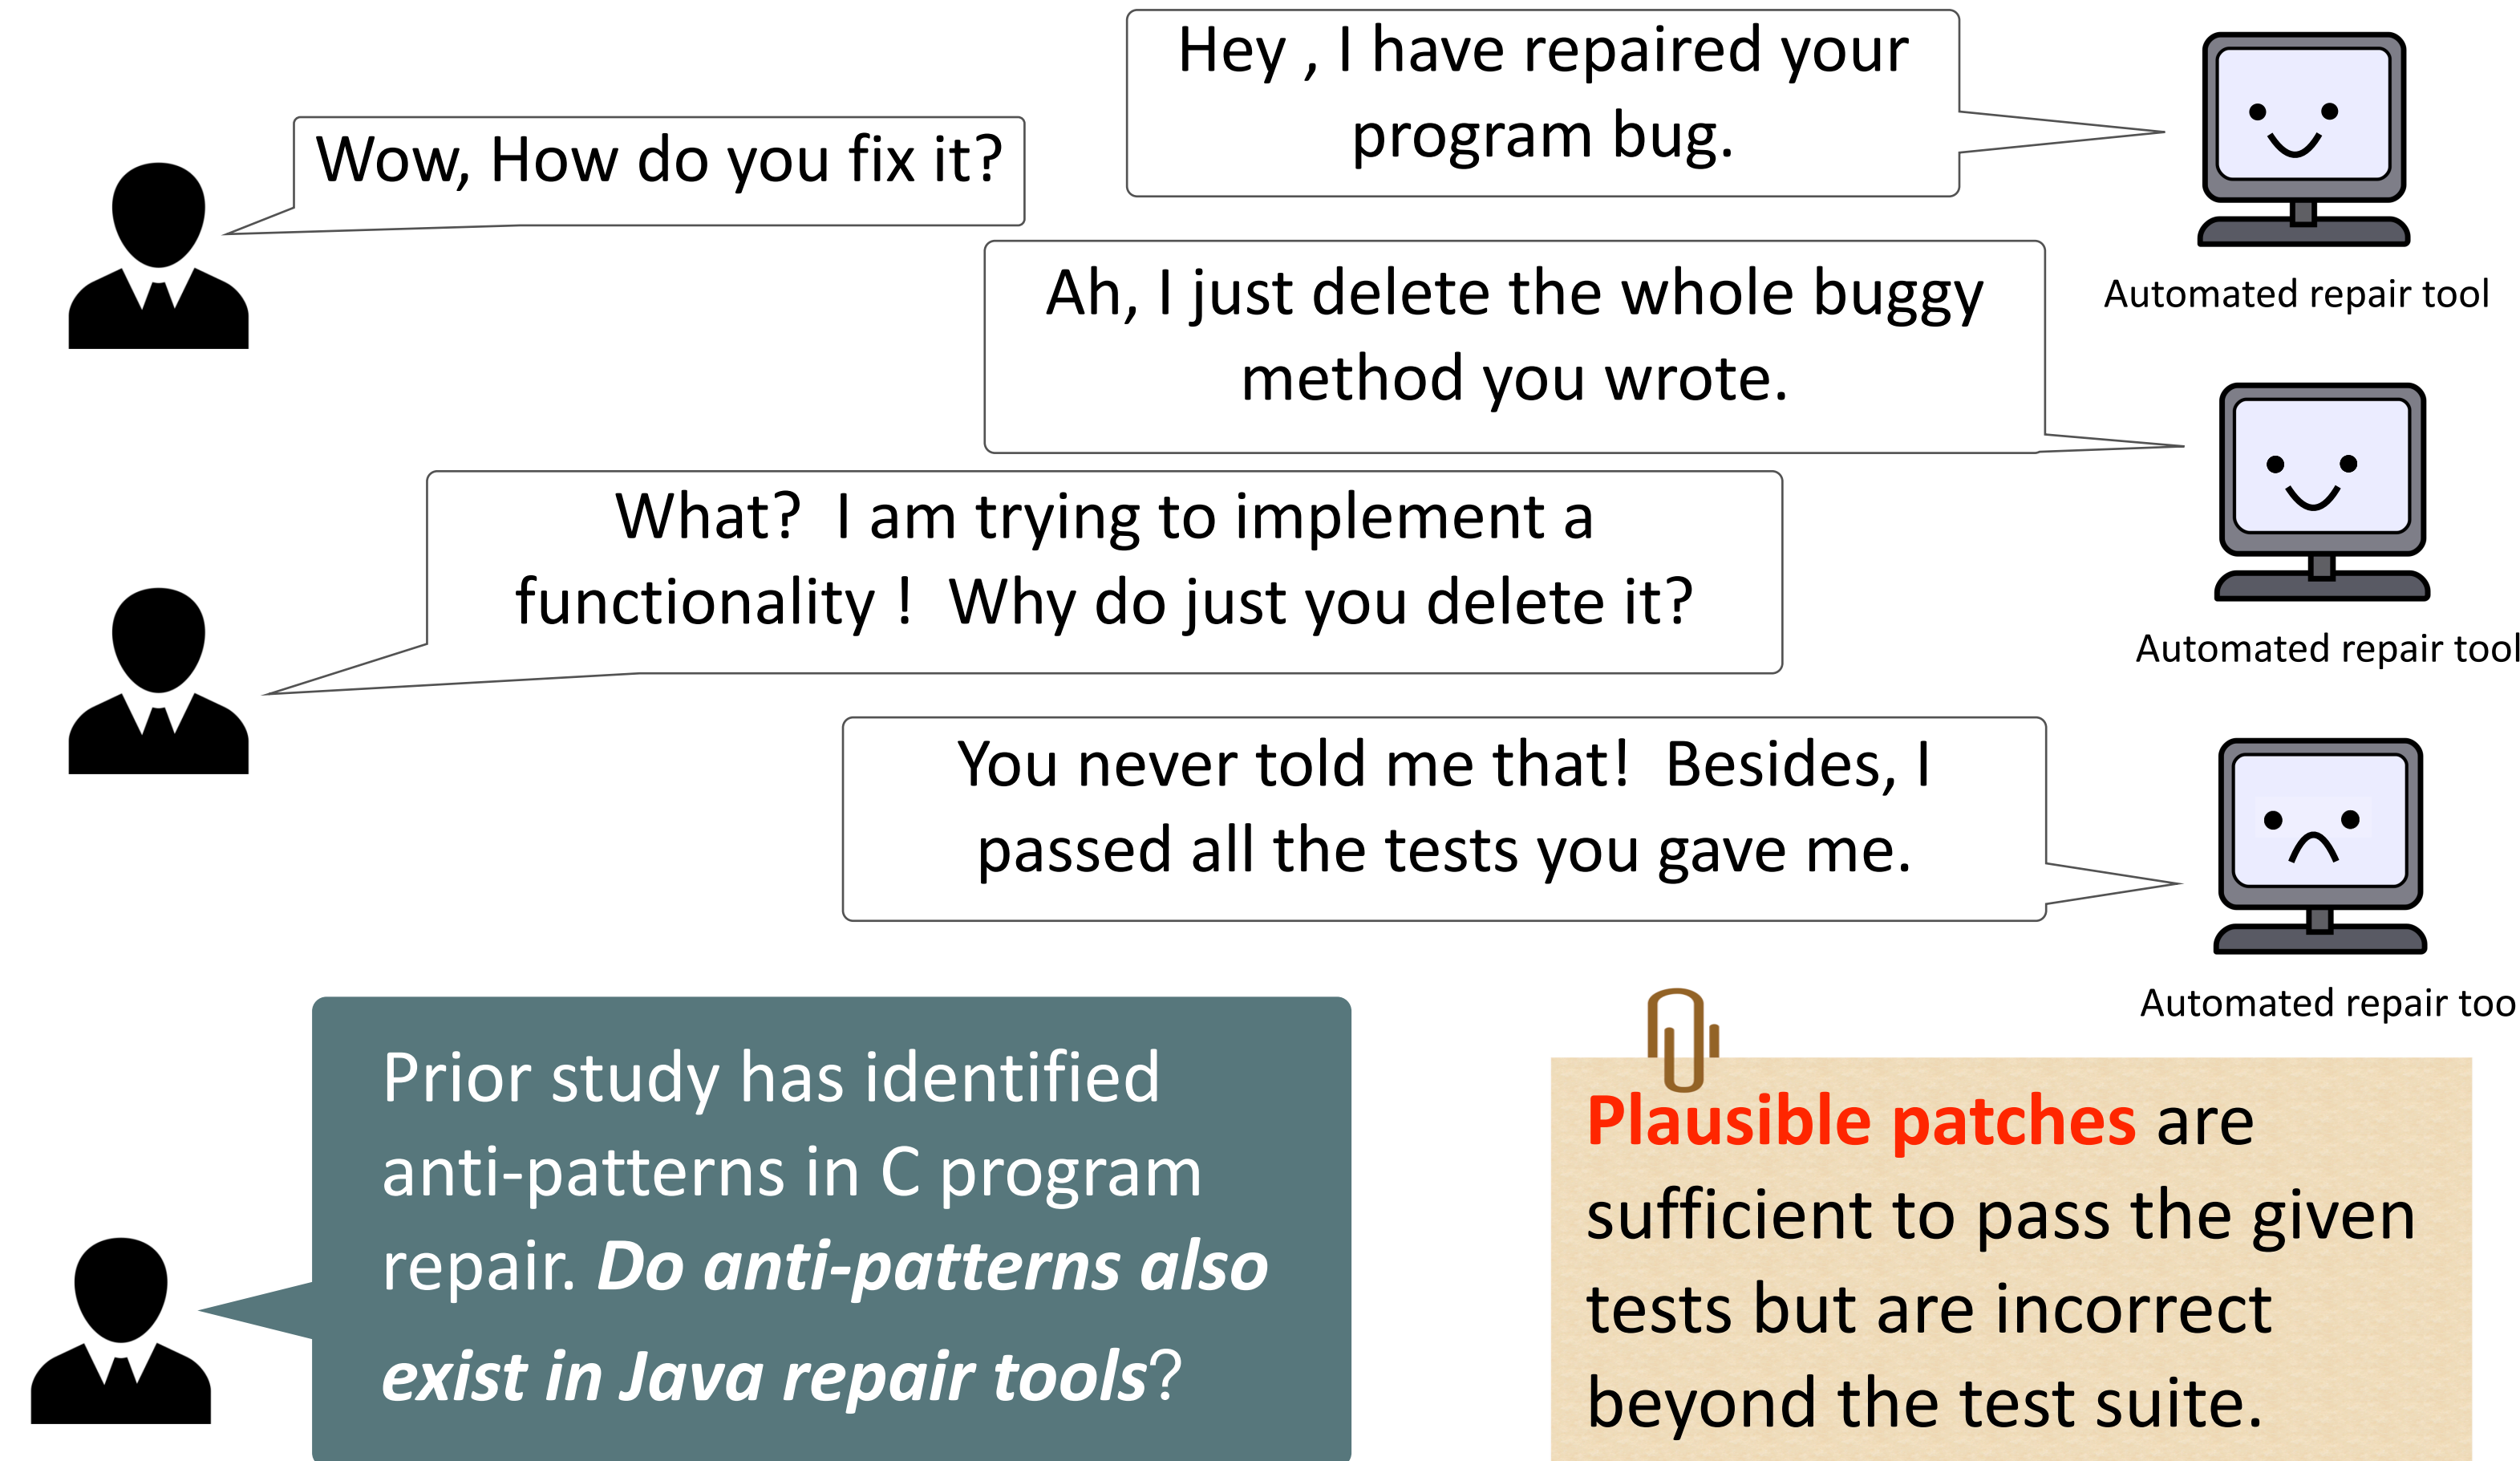 Hey , I have repaired your
program bug.
Automated repair tool
Wow, How do you fix it?
Ah, I just delete the whole buggy
method you wrote.
Automated repair tool
What?  I am trying to implement a
functionality !  Why do just you delete it?
You never told me that!  Besides, I
passed all the tests you gave me.
Automated repair too
Prior study has identified
anti-patterns in C program
repair. Do anti-patterns also
exist in Java repair tools?
Plausible patches are
sufficient to pass the given
tests but are incorrect
beyond the test suite.